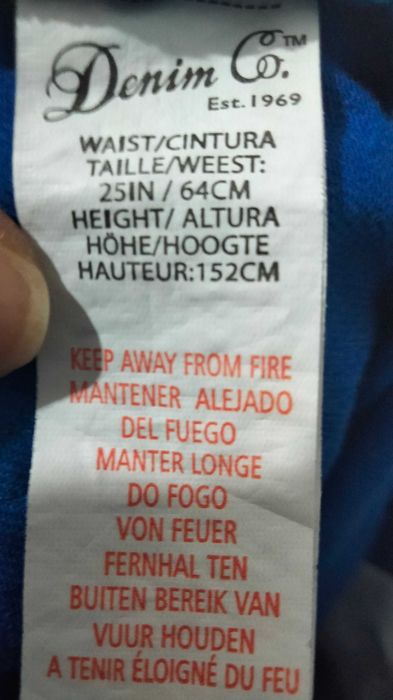 Denim Co.™
Est.1969
WAIST/CINTURA
TAILLE/WEEST:
25IN / 64CM
HEIGHT/ ALTURA
HÖHE/HOOGTE
HAUTEUR:152CM
KEEP AWAY FROM FIRE
MANTENER ALEJADO
DEL FUEGO
MANTER LONGE
DO FOGO
VON FEUER
FERNHAL TEN
BUITEN BEREIK VAN
VUUR HOUDEN
A TENIR ÉLOIGNÉ DU FEU